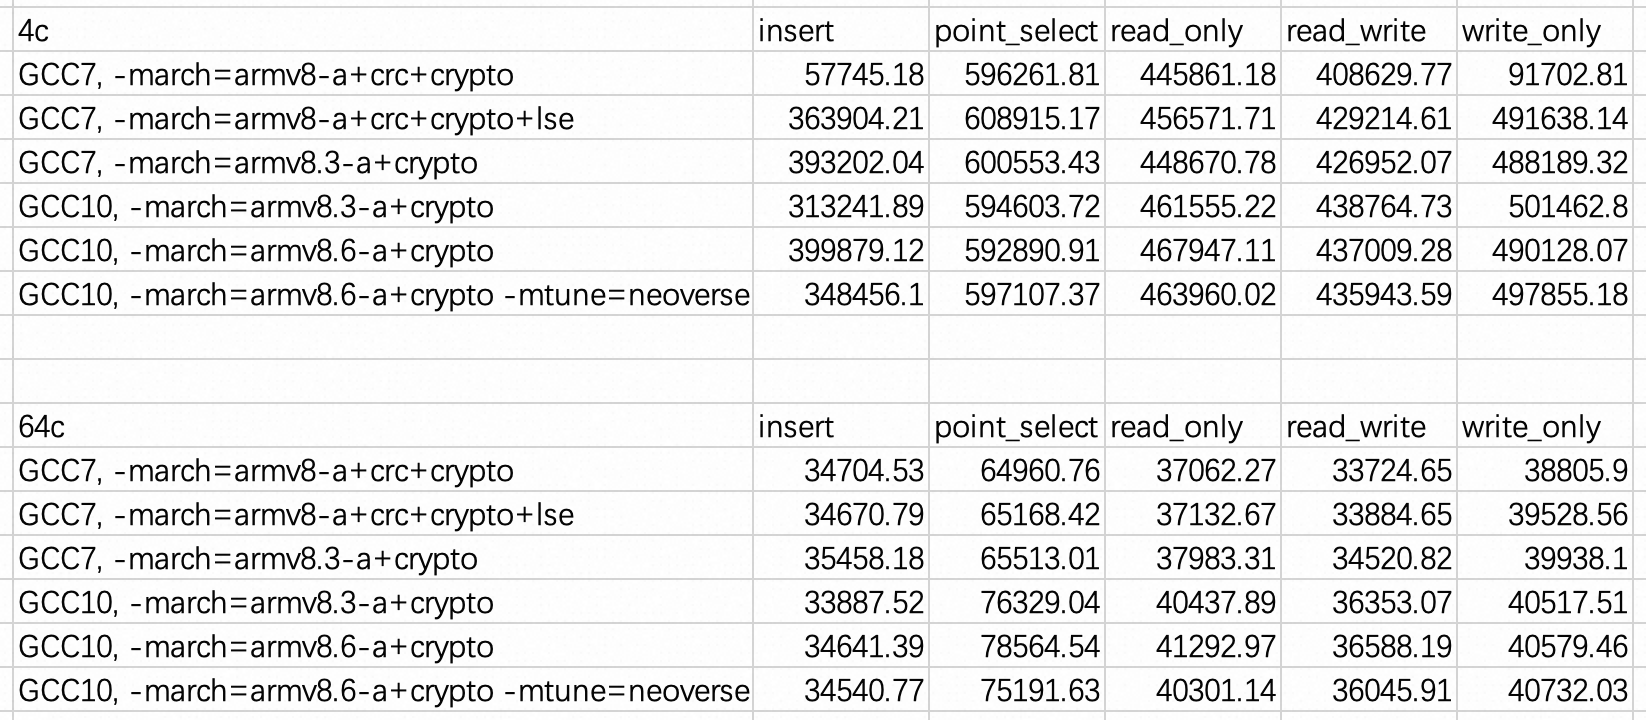 4c insert point_select read_only read_write write_only
GCC7, -march=armv8-a+crc+crypto 57745.18 596261.81 445861.18 408629.77 91702.81
GCC7, -march=armv8-a+crc+crypto+lse 363904.21 608915.17 456571.71 429214.61 491638.14
GCC7, -march=armv8.3-a+crypto 393202.04 600553.43 448670.78 426952.07 488189.32
GCC10, -march=armv8.3-a+crypto 313241.89 594603.72 461555.22 438764.73 501462.8
GCC10, -march=armv8.6-a+crypto 399879.12 592890.91 467947.11 437009.28 490128.07
GCC10, -march=armv8.6-a+crypto -mtune=neoverse 348456.1 597107.37 463960.02 435943.59 497855.18
64c insert point_select read_only read_write write_only
GCC7, -march=armv8-a+crc+crypto 34704.53 64960.76 37062.27 33724.65 38805.9
GCC7, -march=armv8-a+crc+crypto+lse 34670.79 65168.42 37132.67 33884.65 39528.56
GCC7, -march=armv8.3-a+crypto 35458.18 65513.01 37983.31 34520.82 39938.1
GCC10, -march=armv8.3-a+crypto 33887.52 76329.04 40437.89 36353.07 40517.51
GCC10, -march=armv8.6-a+crypto 34641.39 78564.54 41292.97 36588.19 40579.46
GCC10, -march=armv8.6-a+crypto -mtune=neoverse 34540.77 75191.63 40301.14 36045.91 40732.03